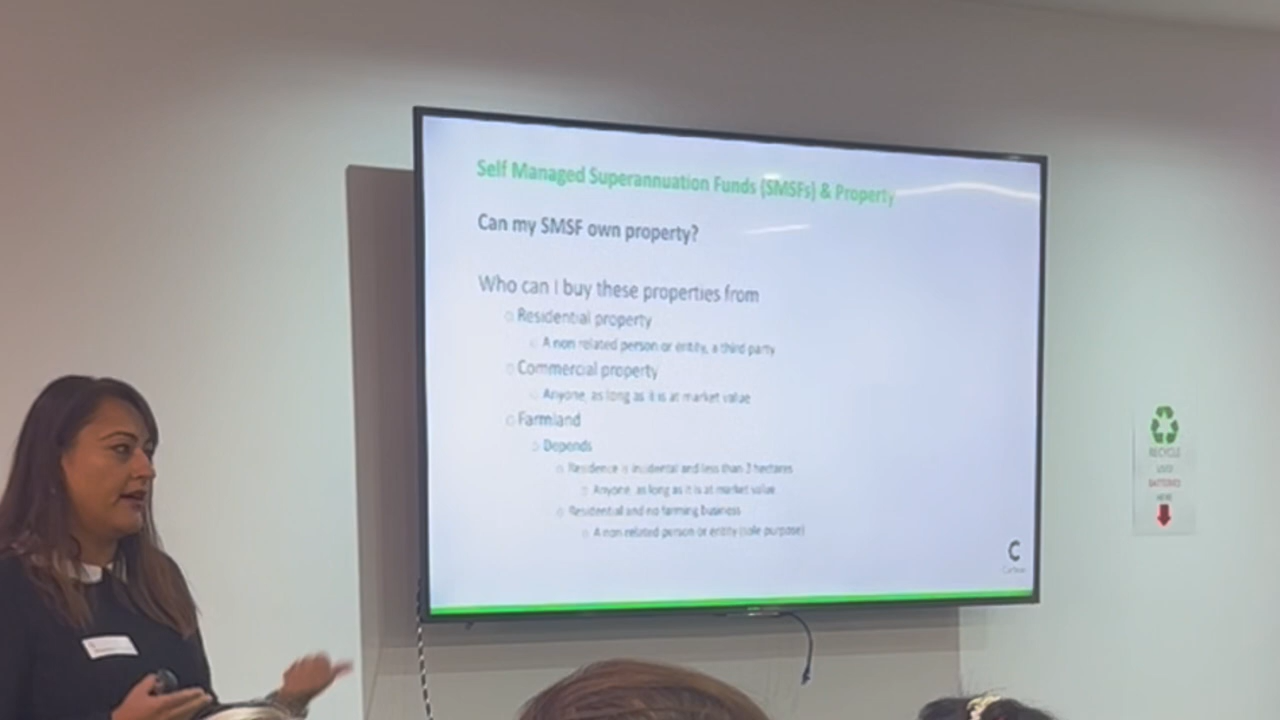 Self Managed Superannuation Funds (SMSFs) & Property
Can my SMSF own property?
Who can I buy these properties from
Residential property
A non related person or entity, a third party
Commercial property
Anyone, as long as it is at market value
Farmland
Depends
Residence is incidental and less than 2 hectares
Anyone, as long as it is at market value
Residential and no farming business
A non related person or entity (sole purpose)
C
RECYCLE
USED
BATTERIES
HERE